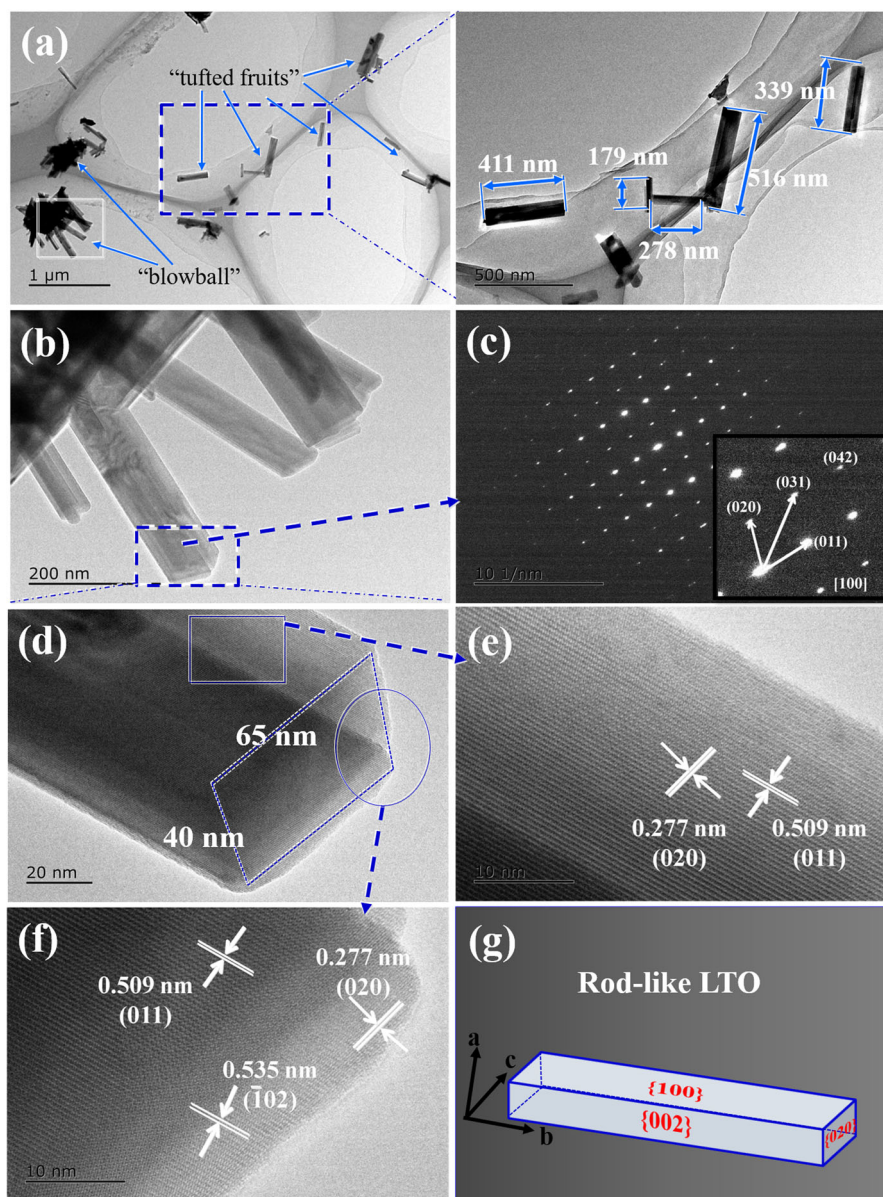 (a)
“tufted fruits”
“blowball”
1 μm
411 nm
179 nm
339 nm
516 nm
278 nm
500 nm
(b)
200 nm
(c)
(042)
(031)
(020)
(011)
[100]
10 1/nm
(d)
65 nm
40 nm
20 nm
(e)
0.277 nm
(020)
0.509 nm
(011)
10 nm
(f)
0.509 nm
(011)
0.277 nm
(020)
0.535 nm
(1̅02)
10 nm
(g)
Rod-like LTO
a
c
b
{100}
{002}
{020}